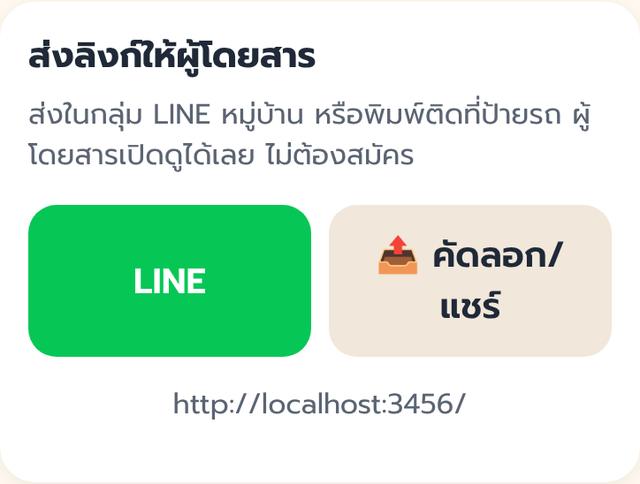 ส่งลิงก์ให้ผู้โดยสาร
ส่งในกลุ่ม LINE หมู่บ้าน หรือพิมพ์ติดที่ป้ายรถ ผู้
โดยสารเปิดดูได้เลย ไม่ต้องสมัคร
LINE
คัดลอก/
แชร์
http://localhost:3456/